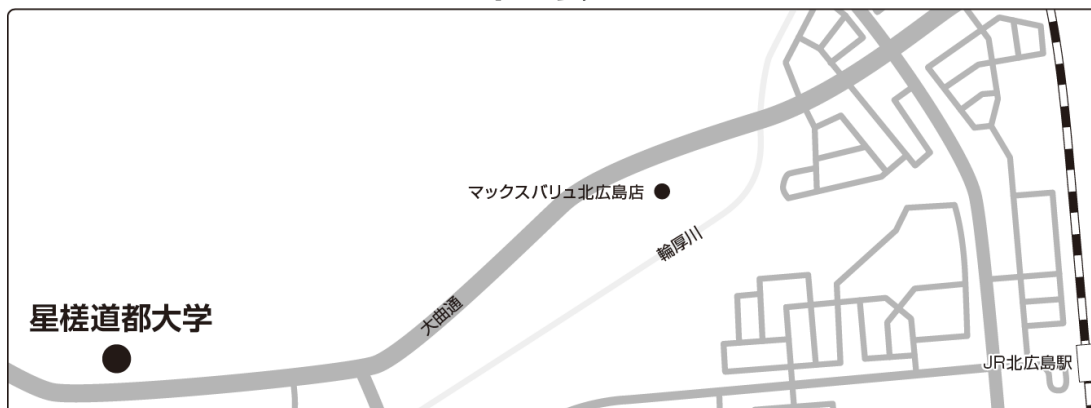 マックスバリュ北広島店
輪厚川
大曲通
星槎道都大学
JR北広島駅